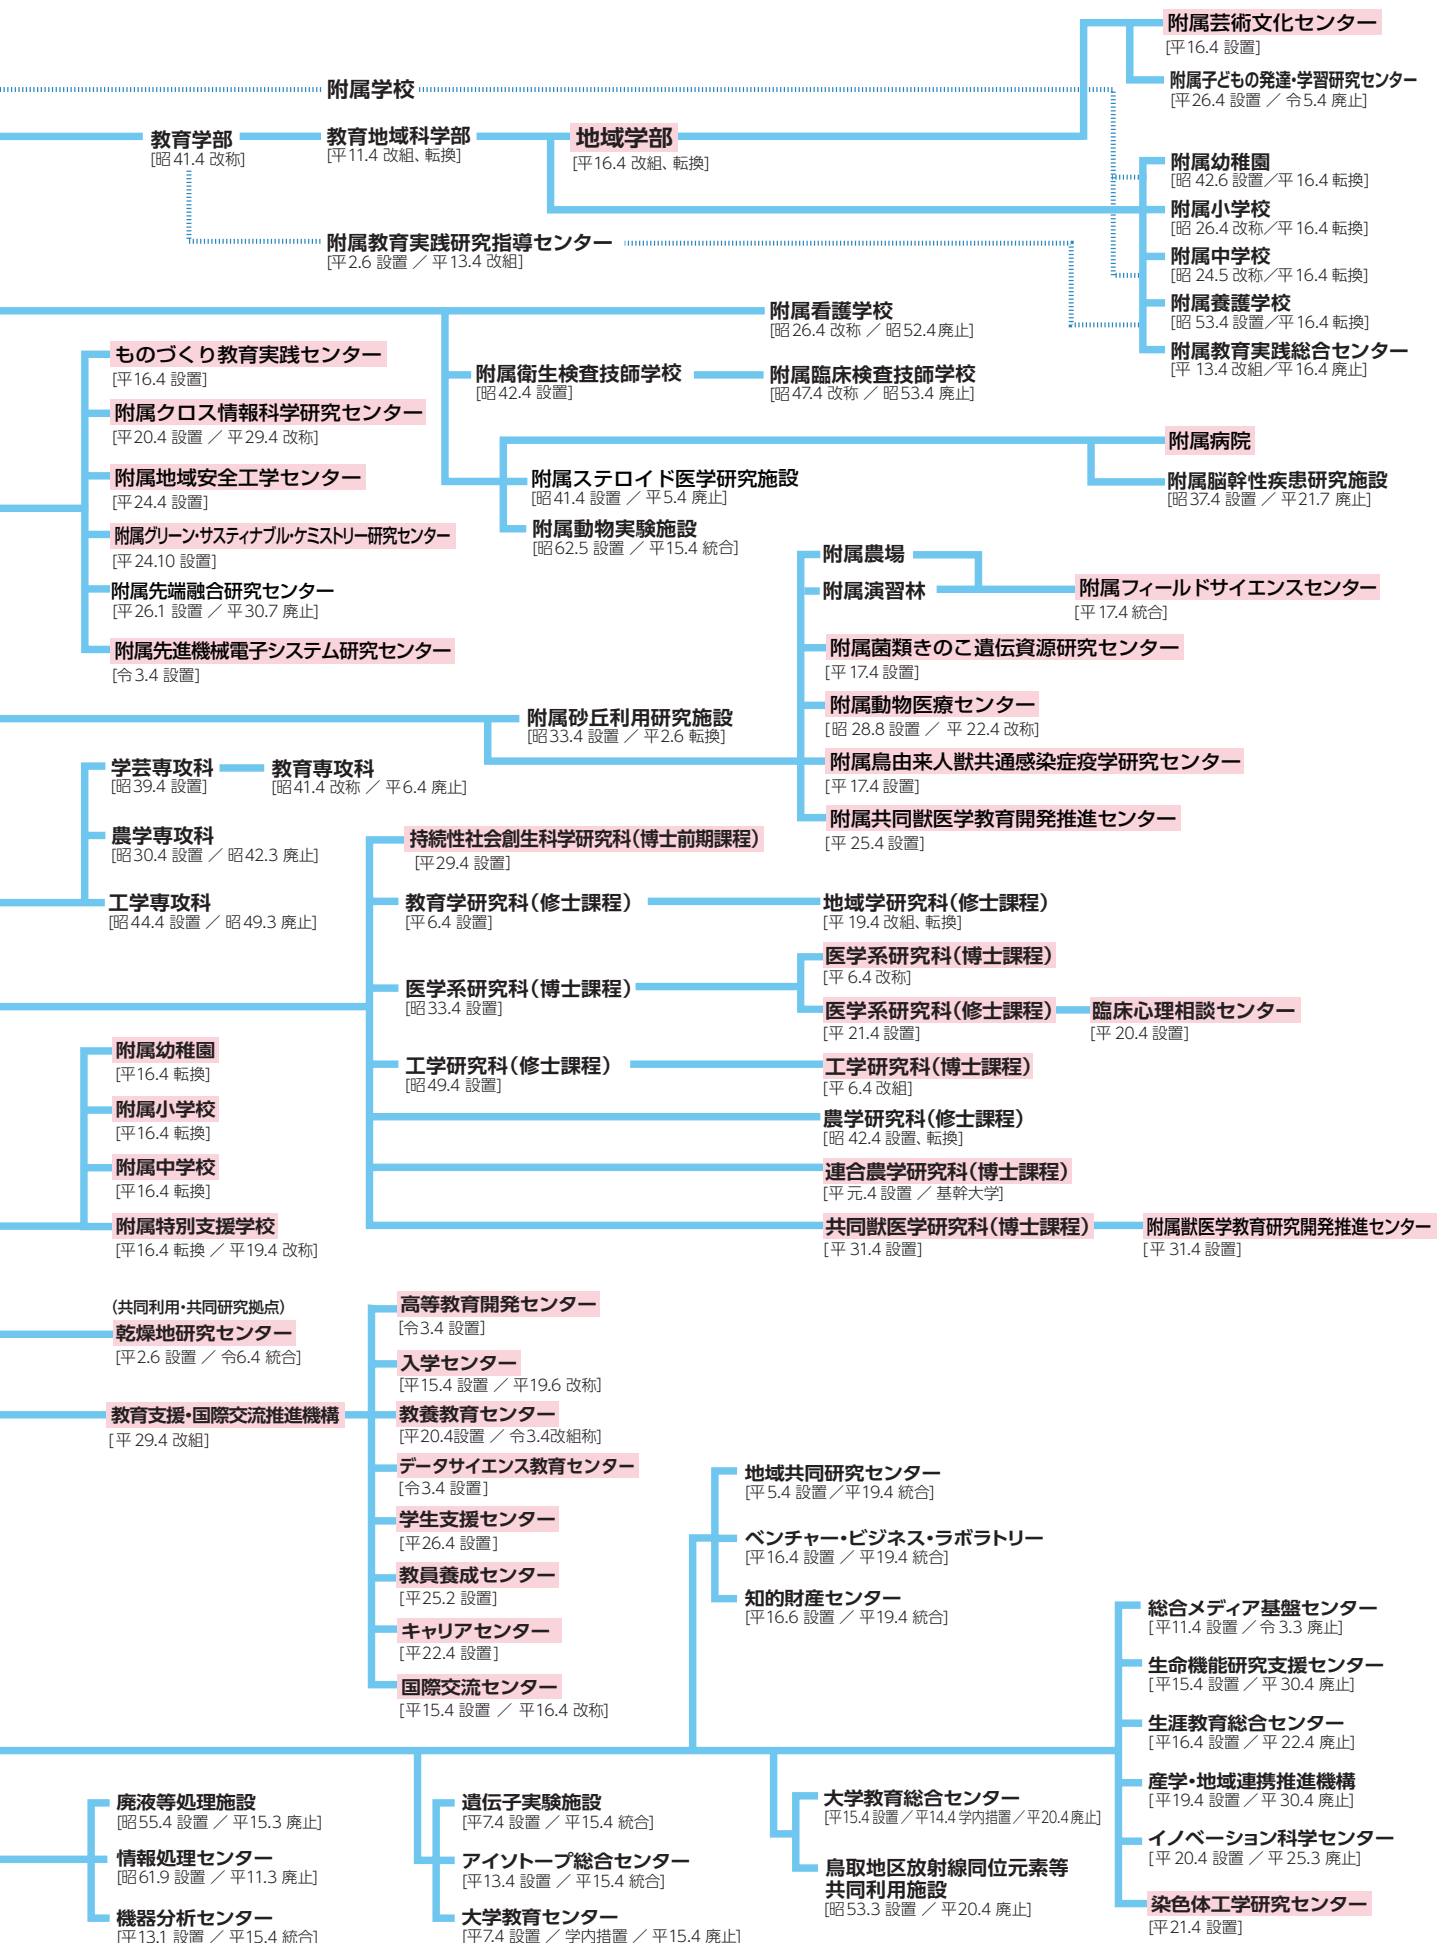 附属芸術文化センター
[平16.4 設置]
附属子どもの発達・学習研究センター
[平26.4 設置 ／ 令5.4 廃止]
附属学校
教育学部
[昭41.4 改称]
教育地域科学部
[平11.4 改組、転換]
地域学部
[平16.4 改組、転換]
附属幼稚園
[昭 42.6 設置／平 16.4 転換]
附属小学校
[昭 26.4 改称／平 16.4 転換]
附属中学校
[昭 24.5 改称／平 16.4 転換]
附属養護学校
[昭 53.4 設置／平 16.4 転換]
附属教育実践総合センター
[平 13.4 改組／平 16.4 廃止]
附属教育実践研究指導センター
[平2.6 設置 ／ 平13.4 改組]
附属看護学校
[昭26.4 改称 ／ 昭52.4 廃止]
附属衛生検査技師学校
[昭42.4 設置]
附属臨床検査技師学校
[昭47.4 改称 ／ 昭53.4 廃止]
ものづくり教育実践センター
[平16.4 設置]
附属クロス情報科学研究センター
[平20.4 設置 ／ 平29.4 改称]
附属地域安全工学センター
[平24.4 設置]
附属グリーン・サスティナブル・ケミストリー研究センター
[平24.10 設置]
附属先端融合研究センター
[平26.1 設置 ／ 平30.7 廃止]
附属先進機械電子システム研究センター
[令3.4 設置]
附属病院
附属脳幹性疾患研究施設
[昭37.4 設置 ／ 平21.7 廃止]
附属ステロイド医学研究施設
[昭41.4 設置 ／ 平5.4 廃止]
附属動物実験施設
[昭62.5 設置 ／ 平15.4 統合]
附属農場
附属演習林
附属フィールドサイエンスセンター
[平17.4 統合]
附属菌類きのこ遺伝資源研究センター
[平 17.4 設置]
附属動物医療センター
[昭 28.8 設置 ／ 平 22.4 改称]
附属鳥由来人獣共通感染症疫学研究センター
[平 17.4 設置]
附属共同獣医学教育開発推進センター
[平 25.4 設置]
附属砂丘利用研究施設
[昭33.4 設置 ／ 平2.6 転換]
学芸専攻科
[昭39.4 設置]
教育専攻科
[昭41.4 改称 ／ 平6.4 廃止]
農学専攻科
[昭30.4 設置 ／ 昭42.3 廃止]
工学専攻科
[昭44.4 設置 ／ 昭49.3 廃止]
持続性社会創生科学研究科（博士前期課程）
[平29.4 設置]
教育学研究科（修士課程）
[平6.4 設置]
地域学研究科（修士課程）
[平 19.4 改組、転換]
医学系研究科（博士課程）
[昭33.4 設置]
医学系研究科（博士課程）
[平 6.4 改称]
医学系研究科（修士課程）
[平 21.4 設置]
臨床心理相談センター
[平 20.4 設置]
工学研究科（修士課程）
[昭49.4 設置]
工学研究科（博士課程）
[平 6.4 改組]
農学研究科（修士課程）
[昭 42.4 設置、転換]
連合農学研究科（博士課程）
[平 元.4 設置 ／ 基幹大学]
共同獣医学研究科（博士課程）
[平 31.4 設置]
附属獣医学教育研究開発推進センター
[平 31.4 設置]
附属幼稚園
[平16.4 転換]
附属小学校
[平16.4 転換]
附属中学校
[平16.4 転換]
附属特別支援学校
[平16.4 転換 ／ 平19.4 改称]
（共同利用・共同研究拠点）
乾燥地研究センター
[平2.6 設置 ／ 令6.4 統合]
教育支援・国際交流推進機構
[平 29.4 改組]
高等教育開発センター
[令3.4 設置]
入学センター
[平15.4 設置 ／ 平19.6 改称]
教養教育センター
[平20.4設置 ／ 令3.4改組称]
データサイエンス教育センター
[令3.4 設置]
学生支援センター
[平26.4 設置]
教員養成センター
[平25.2 設置]
キャリアセンター
[平22.4 設置]
国際交流センター
[平15.4 設置 ／ 平16.4 改称]
地域共同研究センター
[平5.4 設置／平19.4 統合]
ベンチャー・ビジネス・ラボラトリー
[平16.4 設置 ／ 平19.4 統合]
知的財産センター
[平16.6 設置 ／ 平19.4 統合]
総合メディア基盤センター
[平11.4 設置 ／ 令 3.3 廃止]
生命機能研究支援センター
[平15.4 設置 ／ 平 30.4 廃止]
生涯教育総合センター
[平16.4 設置 ／ 平 22.4 廃止]
産学・地域連携推進機構
[平19.4 設置 ／ 平 30.4 廃止]
イノベーション科学センター
[平 20.4 設置 ／ 平 25.3 廃止]
染色体工学研究センター
[平21.4 設置]
廃液等処理施設
[昭55.4 設置 ／ 平15.3 廃止]
情報処理センター
[昭61.9 設置 ／ 平11.3 廃止]
機器分析センター
[平13.1 設置 ／ 平15.4 統合]
遺伝子実験施設
[平7.4 設置 ／ 平15.4 統合]
アイソトープ総合センター
[平13.4 設置 ／ 平15.4 統合]
大学教育センター
[平7.4 設置 ／ 学内措置 ／ 平15.4 廃止]
大学教育総合センター
[平15.4 設置／平14.4 学内措置／平20.4 廃止]
鳥取地区放射線同位元素等
共同利用施設
[昭53.3 設置 ／ 平20.4 廃止]